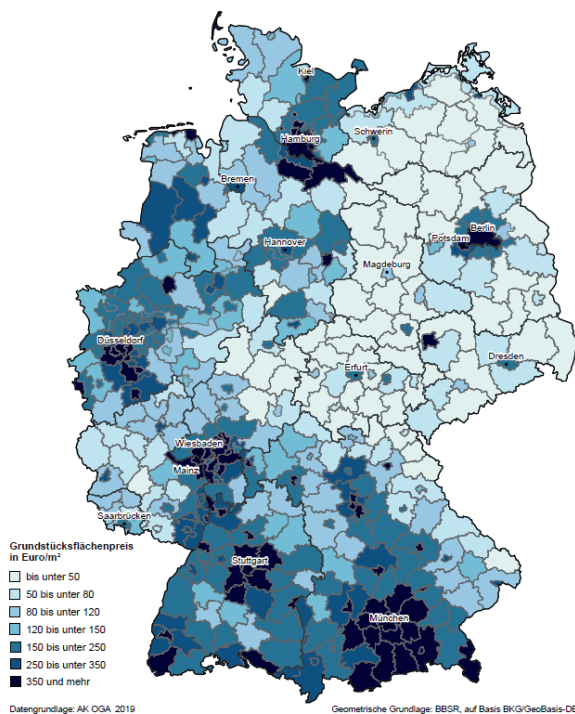 Kiel
Hamburg
Schwerin
Bremen
Berlin
Potsdam
Hannover
Magdeburg
Düsseldorf
Dresden
Erfurt
Wiesbaden
Mainz
Saarbrücken
Stuttgart
München
Grundstücksflächenpreis
in Euro/m²
bis unter 50
50 bis unter 80
80 bis unter 120
120 bis unter 150
150 bis unter 250
250 bis unter 350
350 und mehr
Datengrundlage: AK OGA 2019
Geometrische Grundlage: BBSR, auf Basis BKG/GeoBasis-DE